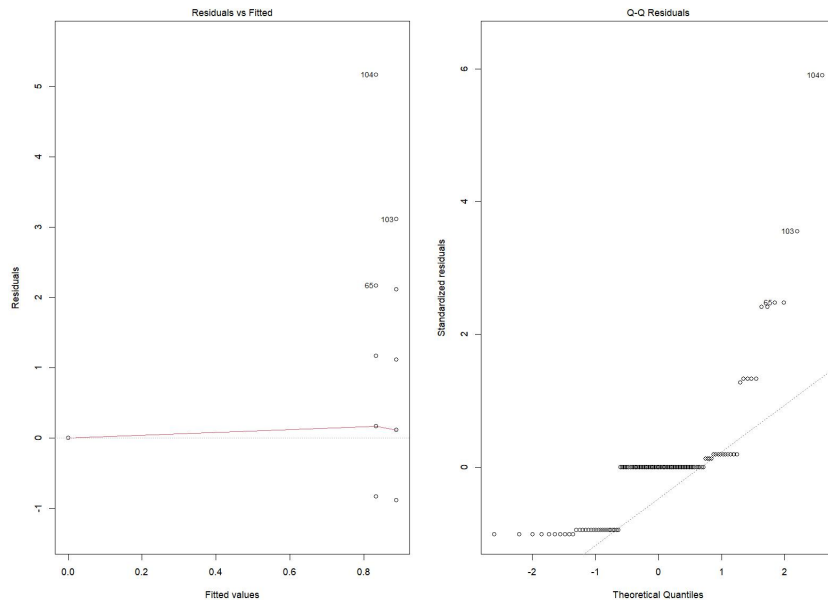 Residuals vs Fitted
Residuals
5
4
3
2
1
0
-1
104
103
65
0.0 0.2 0.4 0.6 0.8
Fitted values
Q-Q Residuals
Standardized residuals
6
4
2
0
104
103
65
-2 -1 0 1 2
Theoretical Quantiles